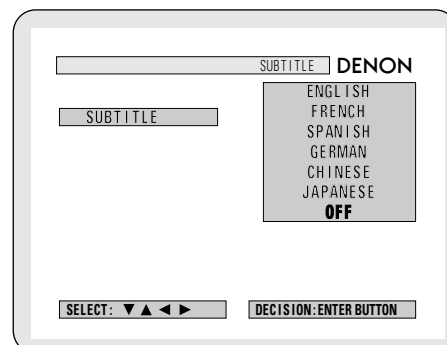 SUBTITLE DENON
SUBTITLE
ENGLISH
FRENCH
SPANISH
GERMAN
CHINESE
JAPANESE
OFF
SELECT: ▼ ▲ ◄ ► DECISION: ENTER BUTTON